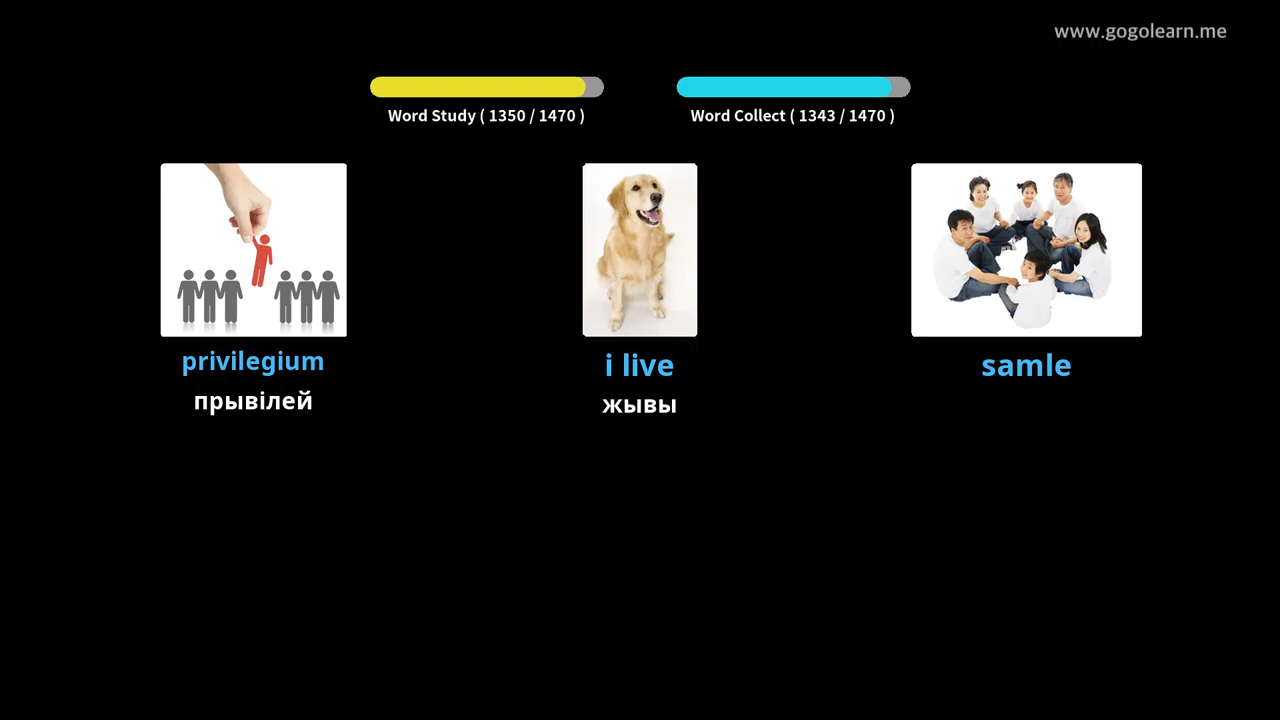 www.gogolearn.me
Word Study ( 1350 / 1470 )
Word Collect ( 1343 / 1470 )
privilegium
прывілей
i live
жывы
samle